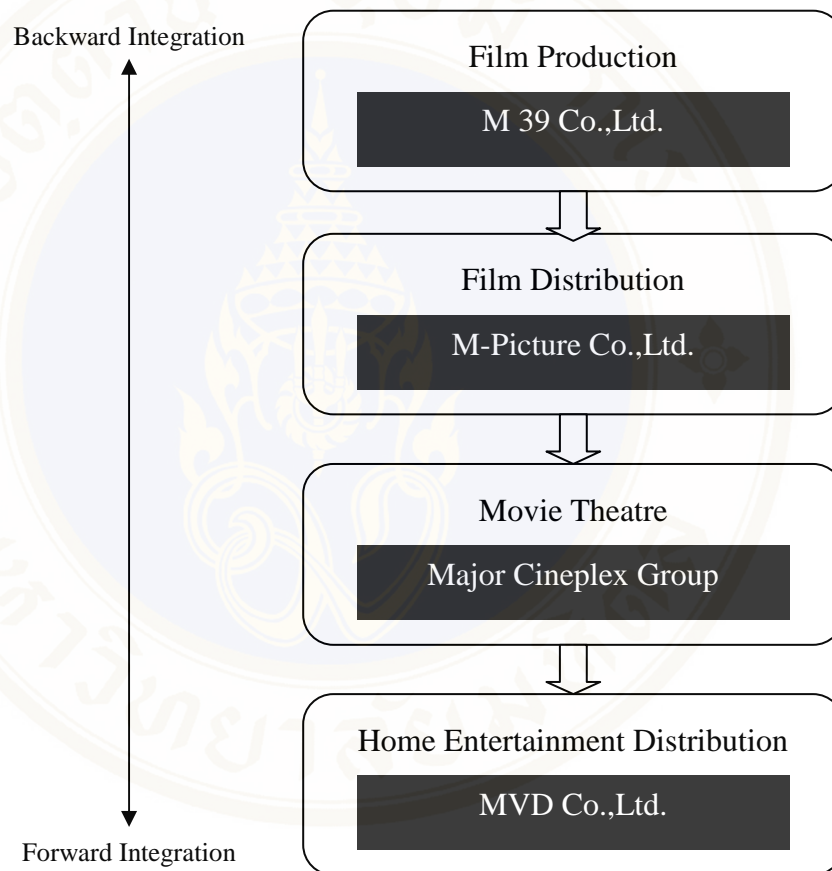 Backward Integration
Film Production
M 39 Co.,Ltd.
Film Distribution
M-Picture Co.,Ltd.
Movie Theatre
Major Cineplex Group
Home Entertainment Distribution
MVD Co.,Ltd.
Forward Integration